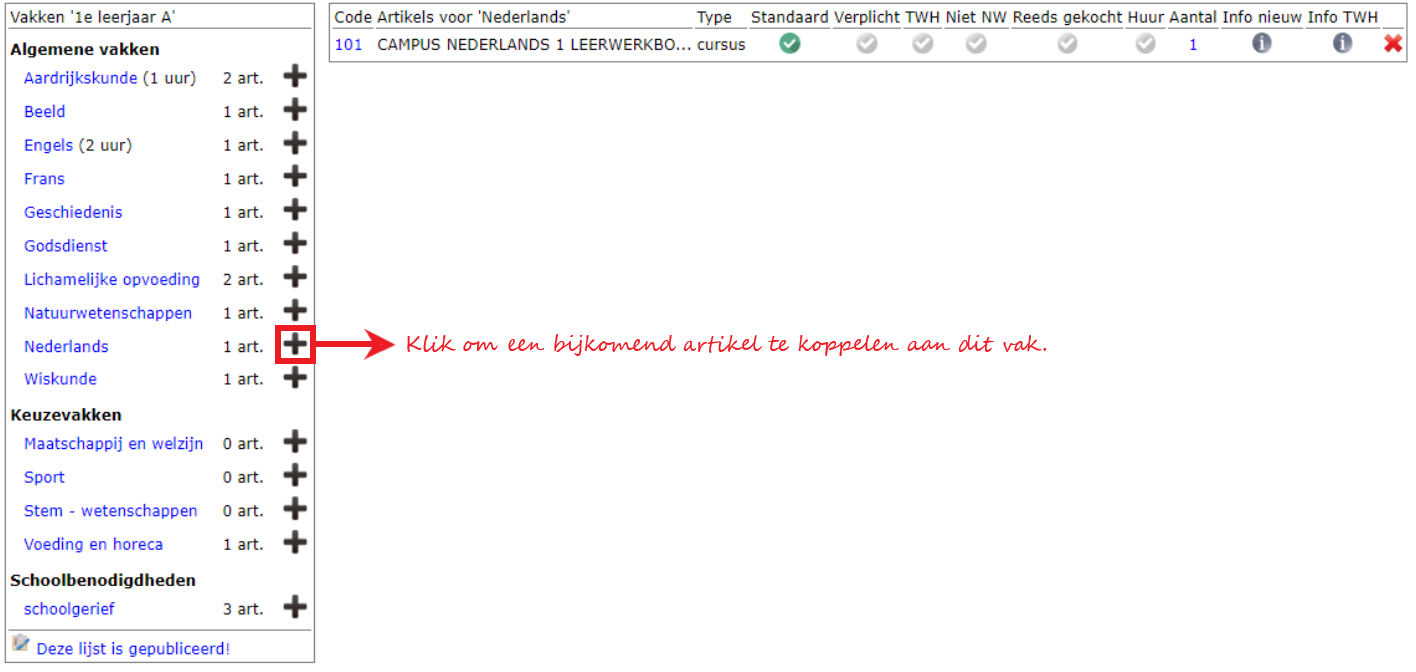 Vakken '1e leerjaar A'
Algemene vakken
Aardrijkskunde (1 uur) 2 art.
Beeld 1 art.
Engels (2 uur) 1 art.
Frans 1 art.
Geschiedenis 1 art.
Godsdienst 1 art.
Lichamelijke opvoeding 2 art.
Natuurwetenschappen 1 art.
Nederlands 1 art.
Wiskunde 1 art.
Keuzevakken
Maatschappij en welzijn 0 art.
Sport 0 art.
Stem - wetenschappen 0 art.
Voeding en horeca 1 art.
Schoolbenodigdheden
schoolgerief 3 art.
Deze lijst is gepubliceerd!
Code Artikels voor 'Nederlands' Type Standaard Verplicht TWH Niet NW Reeds gekocht Huur Aantal Info nieuw Info TWH
101 CAMPUS NEDERLANDS 1 LEERWERKBO... cursus 1
Klik om een bijkomend artikel te koppelen aan dit vak.